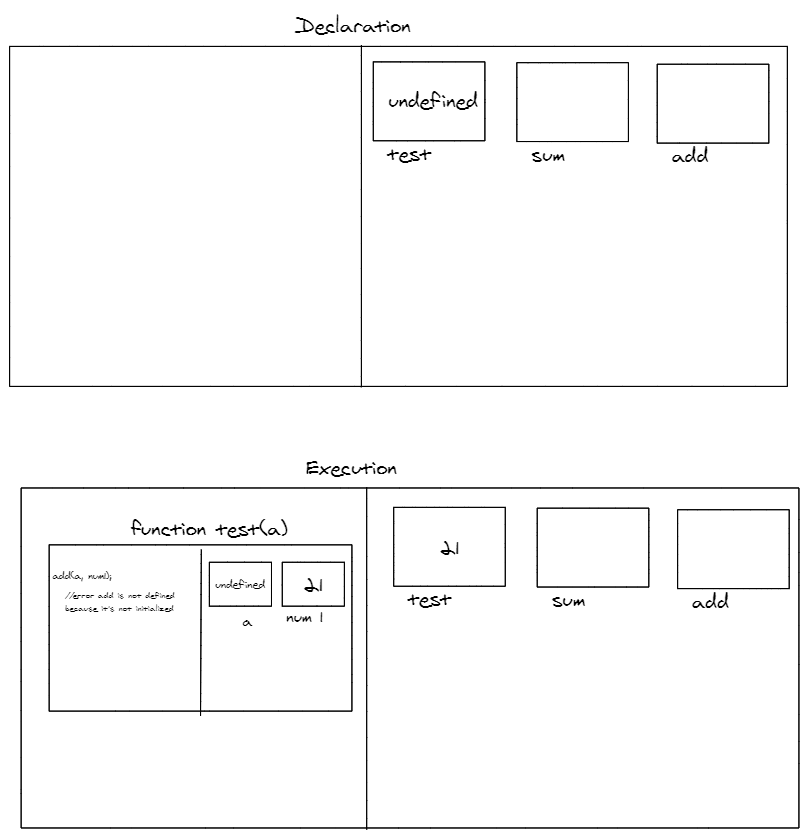 Declaration
undefined
test
sum
add
Execution
function test(a)
add(a, num1);
//error add is not defined
because it's not initialized
undefined
21
a
num 1
21
test
sum
add